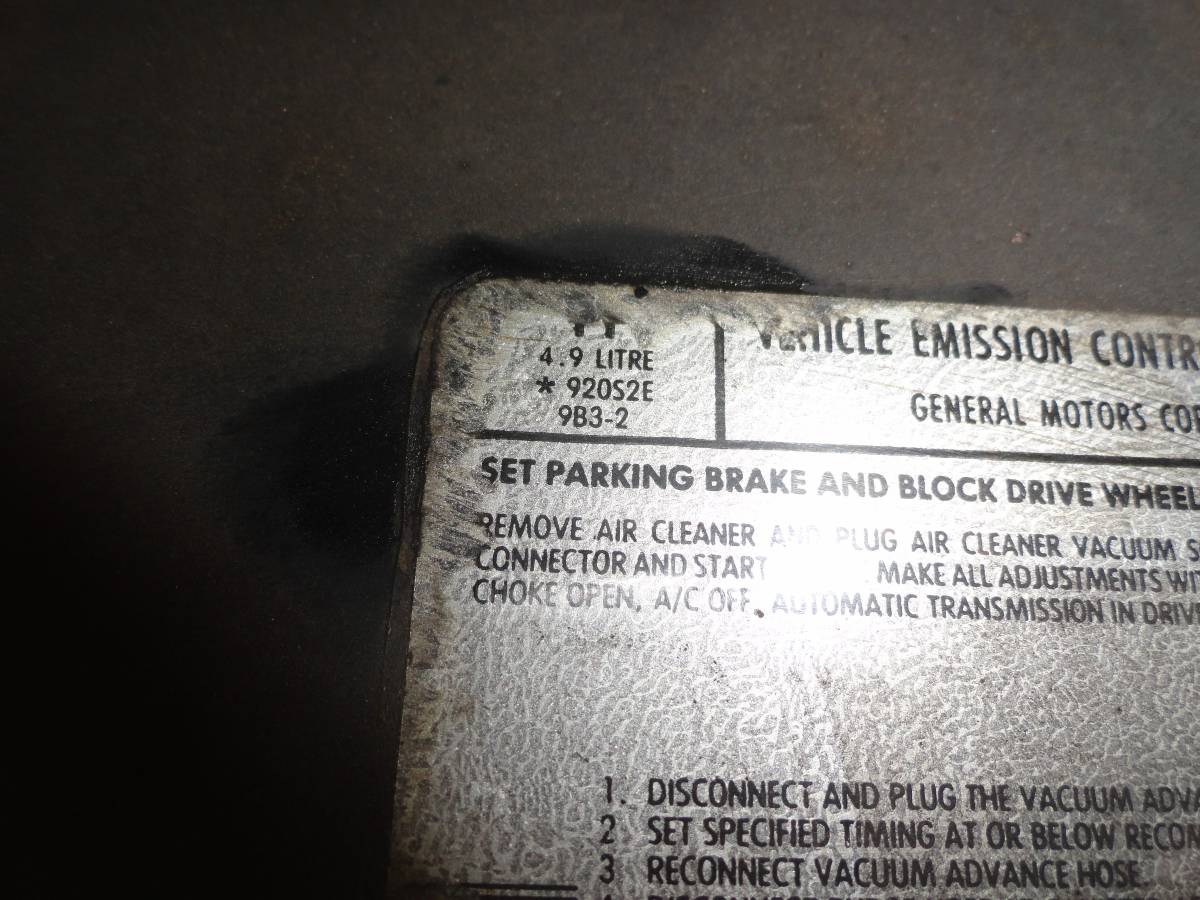 4.9 LITRE
* 920S2E
9B3-2
VEHICLE EMISSION CONTR
GENERAL MOTORS COR
SET PARKING BRAKE AND BLOCK DRIVE WHEEL
REMOVE AIR CLEANER AND PLUG AIR CLEANER VACUUM S
CONNECTOR AND START MAKE ALL ADJUSTMENTS WIT
CHOKE OPEN, A/C OFF, AUTOMATIC TRANSMISSION IN DRIV
1. DISCONNECT AND PLUG THE VACUUM ADVA
2 SET SPECIFIED TIMING AT OR BELOW RECOM
3 RECONNECT VACUUM ADVANCE HOSE.